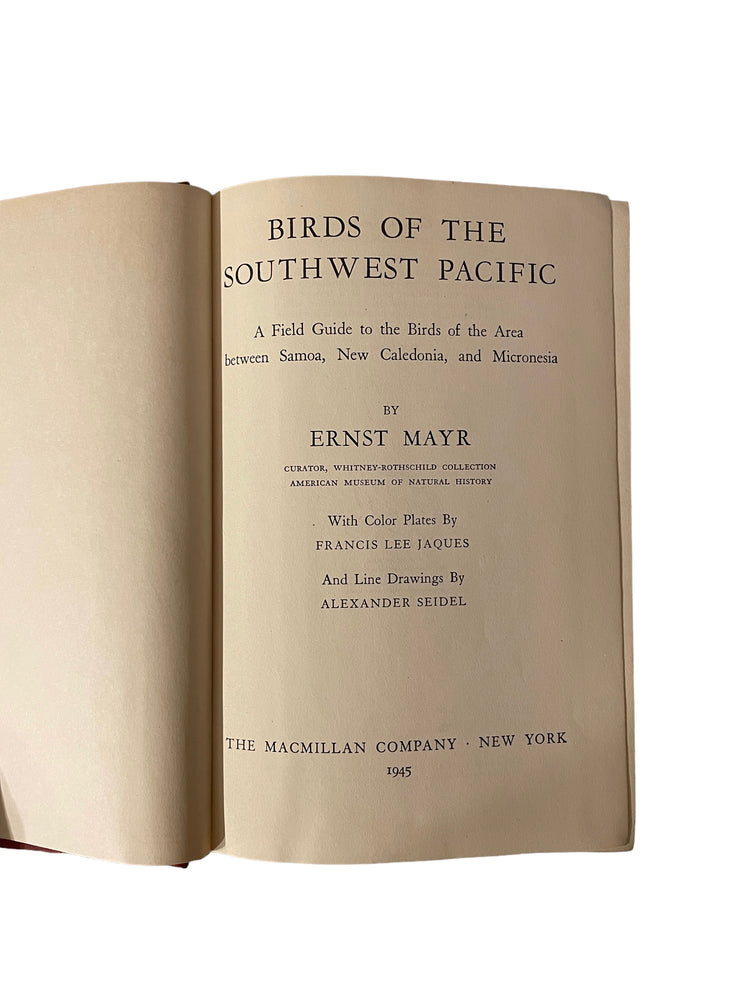 BIRDS OF THE
SOUTHWEST PACIFIC
A Field Guide to the Birds of the Area
between Samoa, New Caledonia, and Micronesia
BY
ERNST MAYR
CURATOR, WHITNEY-ROTHSCHILD COLLECTION
AMERICAN MUSEUM OF NATURAL HISTORY
With Color Plates By
FRANCIS LEE JAQUES
And Line Drawings By
ALEXANDER SEIDEL
THE MACMILLAN COMPANY · NEW YORK
1945